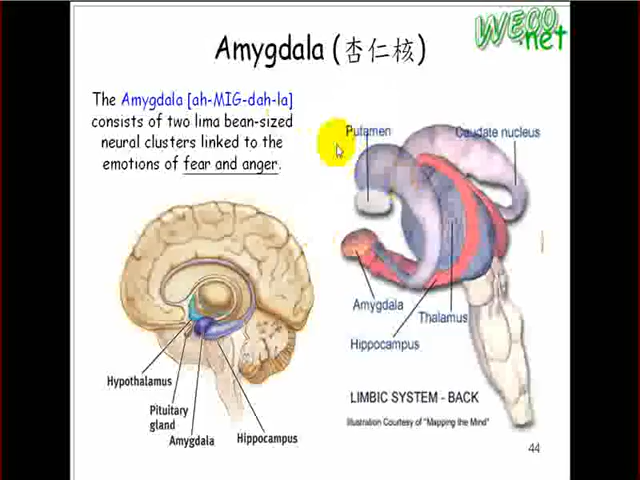 WECO.net
Amygdala (杏仁核)
The Amygdala [ah-MIG-dah-la]
consists of two lima bean-sized
neural clusters linked to the
emotions of fear and anger.
Putamen
Caudate nucleus
Amygdala
Thalamus
Hippocampus
Hypothalamus
Pituitary
gland
Amygdala
Hippocampus
LIMBIC SYSTEM - BACK
Illustration Courtesy of "Mapping the Mind"
44